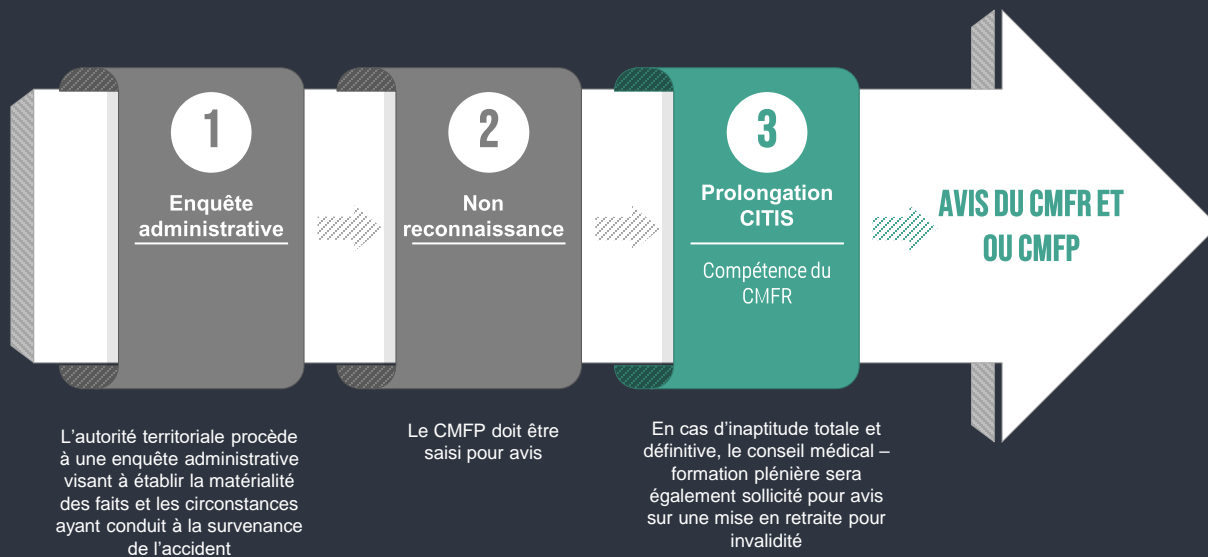 1
Enquête
administrative
L'autorité territoriale procède
à une enquête administrative
visant à établir la matérialité
des faits et les circonstances
ayant conduit à la survenance
de l'accident
2
Non
reconnaissance
Le CMFP doit être
saisi pour avis
3
Prolongation
CITIS
Compétence du
CMFR
En cas d'inaptitude totale et
définitive, le conseil médical –
formation plénière sera
également sollicité pour avis
sur une mise en retraite pour
invalidité
AVIS DU CMFR ET
OU CMFP